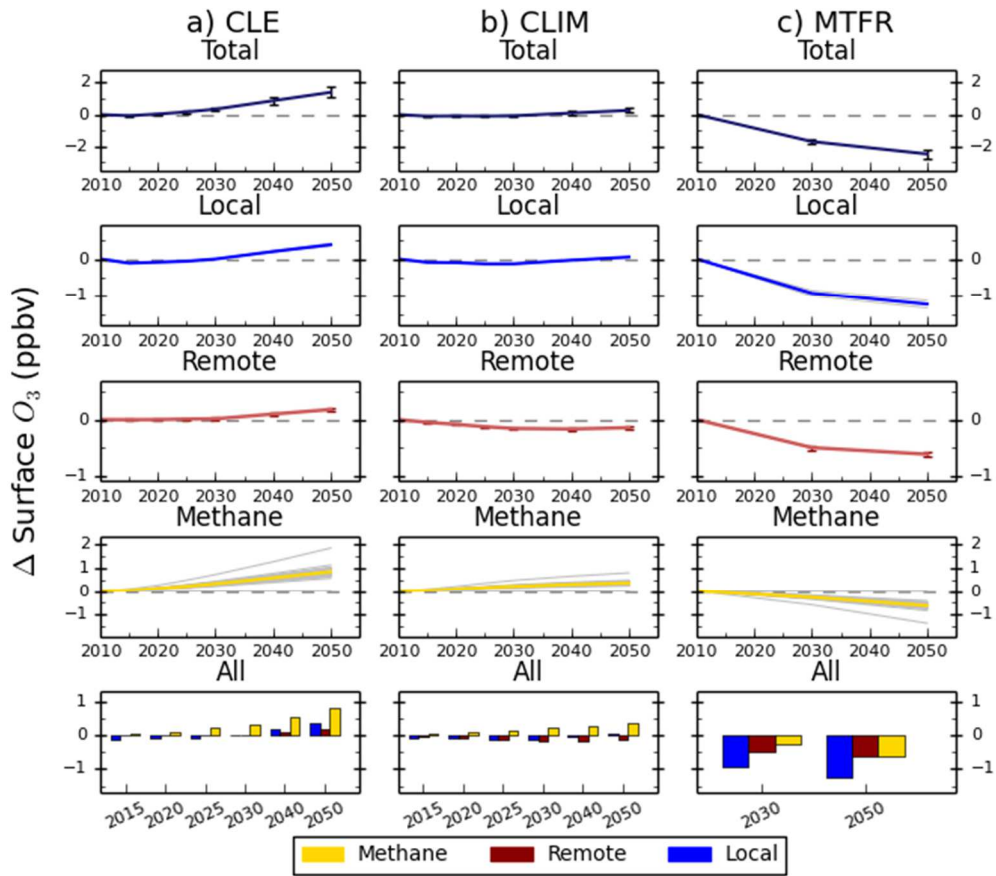 a) CLE b) CLIM c) MTFR
Total Total Total
2 2
0 0
−2 −2
2010 2020 2030 2040 2050 2010 2020 2030 2040 2050 2010 2020 2030 2040 2050
Local Local Local
0 0
−1 −1
2010 2020 2030 2040 2050 2010 2020 2030 2040 2050 2010 2020 2030 2040 2050
Remote Remote Remote
0 0
−1 −1
2010 2020 2030 2040 2050 2010 2020 2030 2040 2050 2010 2020 2030 2040 2050
Methane Methane Methane
2 2
1 1
0 0
−1 −1
2010 2020 2030 2040 2050 2010 2020 2030 2040 2050 2010 2020 2030 2040 2050
All All All
1 1
0 0
−1 −1
2015 2020 2025 2030 2040 2050 2015 2020 2025 2030 2040 2050 2030 2050
Δ Surface O₃ (ppbv)
Methane Remote Local